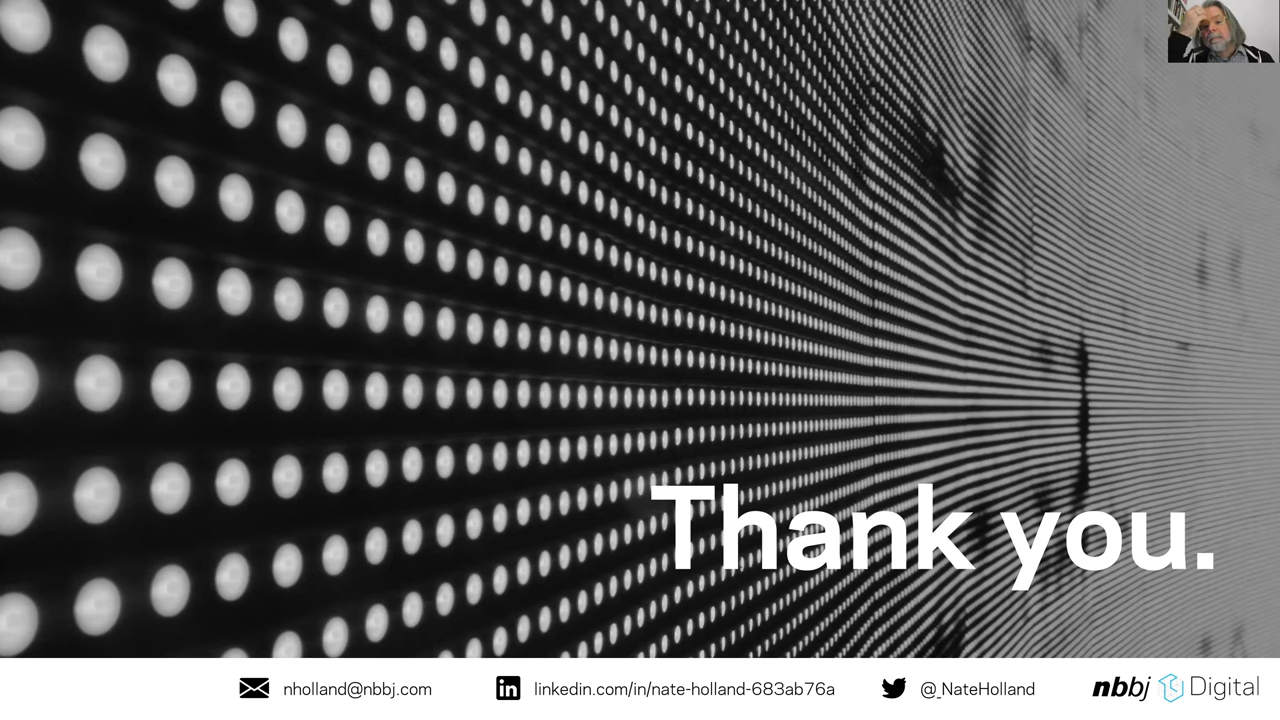 Thank you.
nholland@nbbj.com
linkedin.com/in/nate-holland-683ab76a
@_NateHolland
nbbj Digital